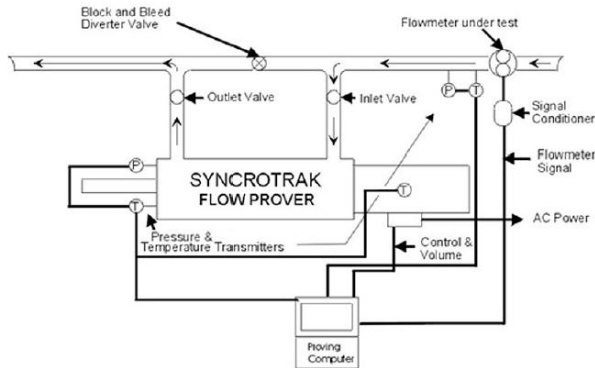 Block and Bleed
Diverter Valve
Flowmeter under test
Outlet Valve
Inlet Valve
P
T
Signal
Conditioner
P
SYNCROTRAK
FLOW PROVER
T
Flowmeter
Signal
T
AC Power
Pressure &
Temperature Transmitters
Control &
Volume
Proving
Computer